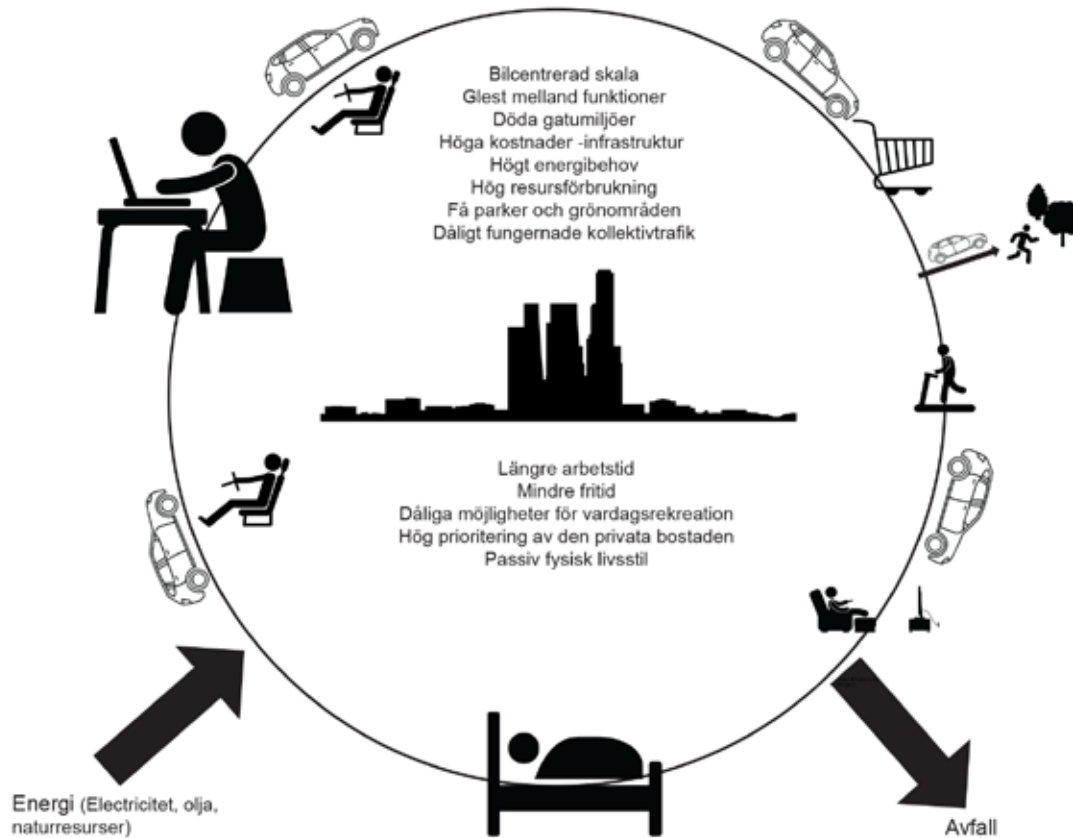 Bilcentrerad skala
Glest melland funktioner
Döda gatumiljöer
Höga kostnader -infrastruktur
Högt energibehov
Hög resursförbrukning
Få parker och grönområden
Dåligt fungernade kollektivtrafik
Längre arbetstid
Mindre fritid
Dåliga möjligheter för vardagsrekreation
Hög prioritering av den privata bostaden
Passiv fysisk livsstil
Energi (Electricitet, olja,
naturresurser)
Avfall